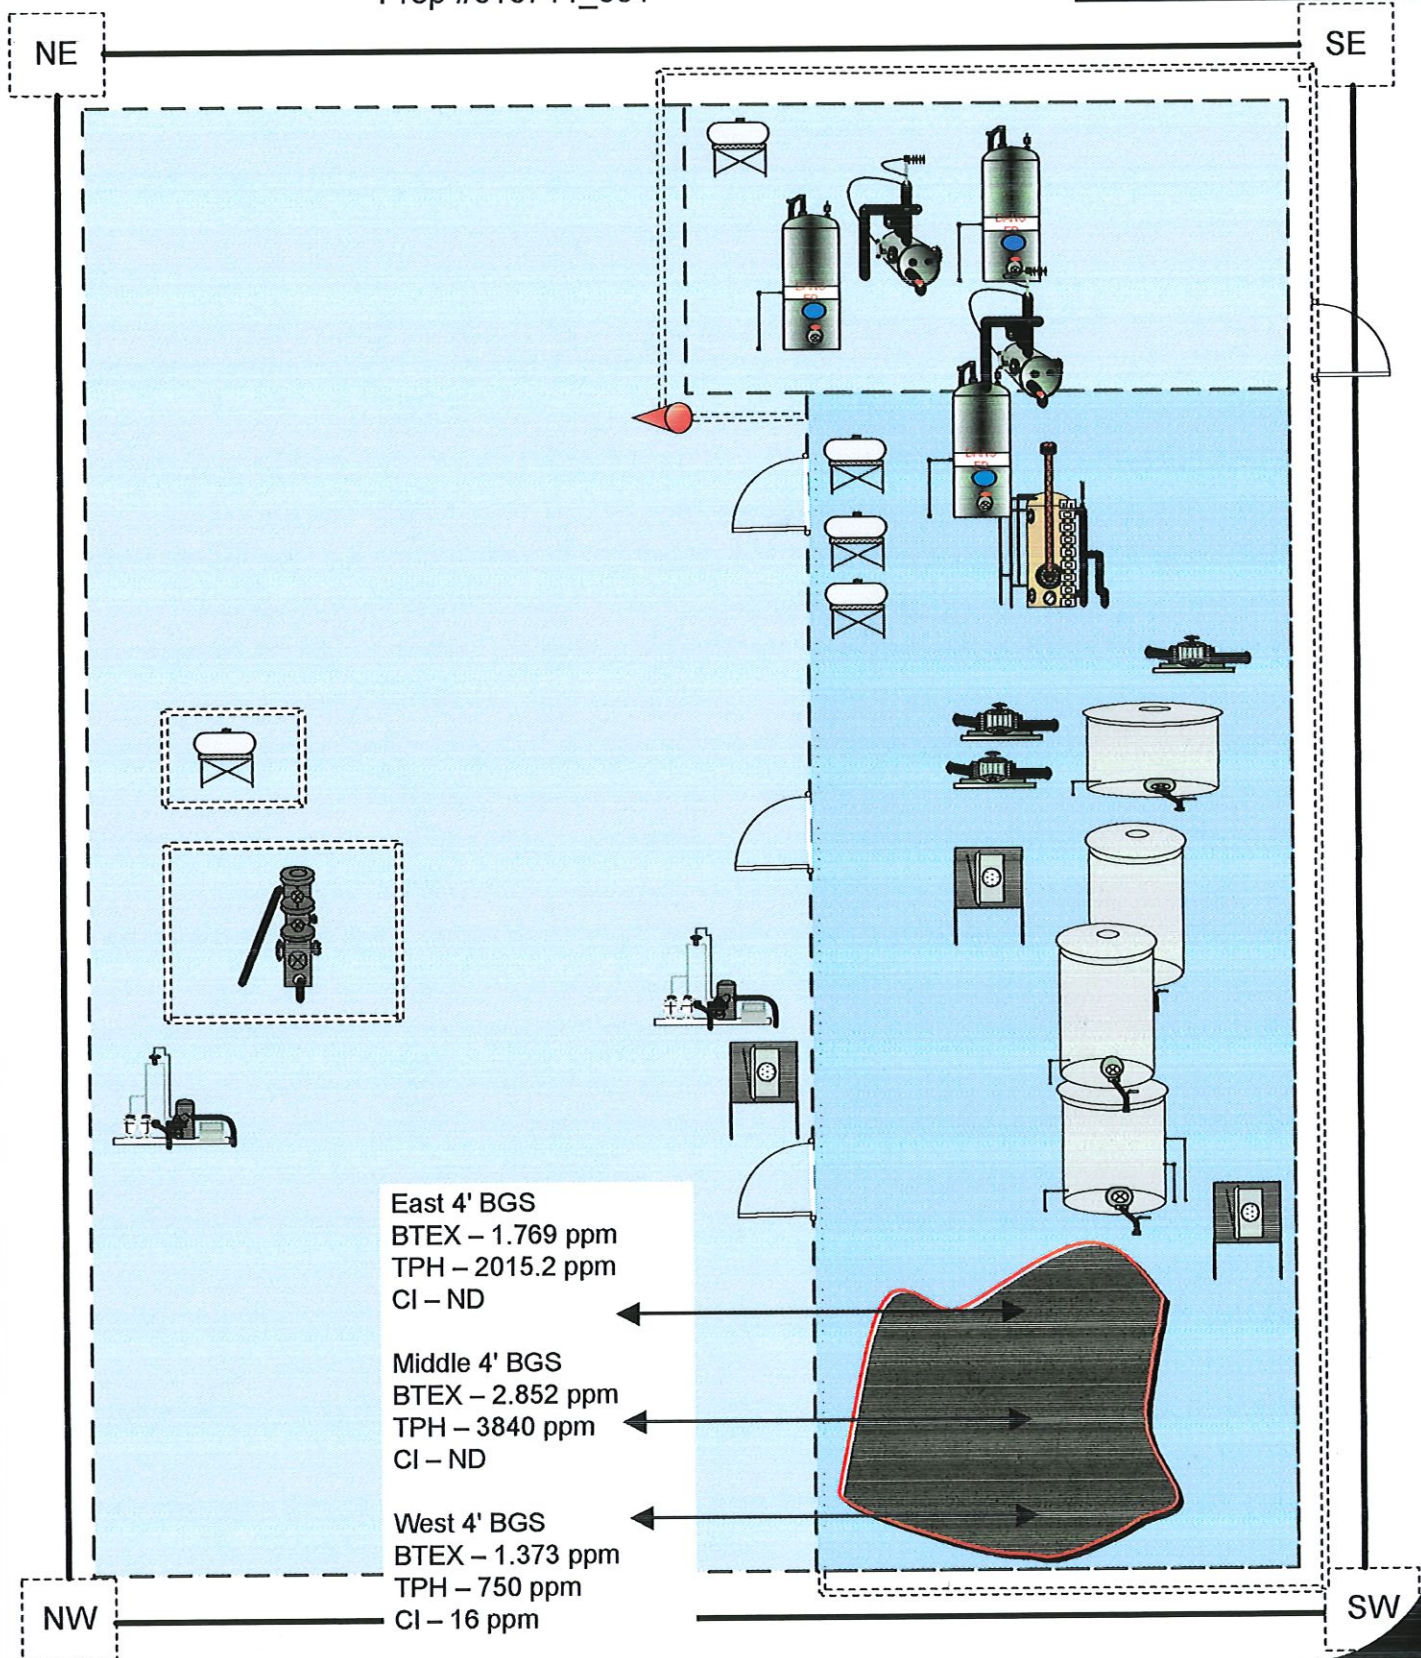 NE
SE
East 4' BGS
BTEX – 1.769 ppm
TPH – 2015.2 ppm
Cl – ND
Middle 4' BGS
BTEX – 2.852 ppm
TPH – 3840 ppm
Cl – ND
West 4' BGS
BTEX – 1.373 ppm
TPH – 750 ppm
Cl – 16 ppm
NW
SW